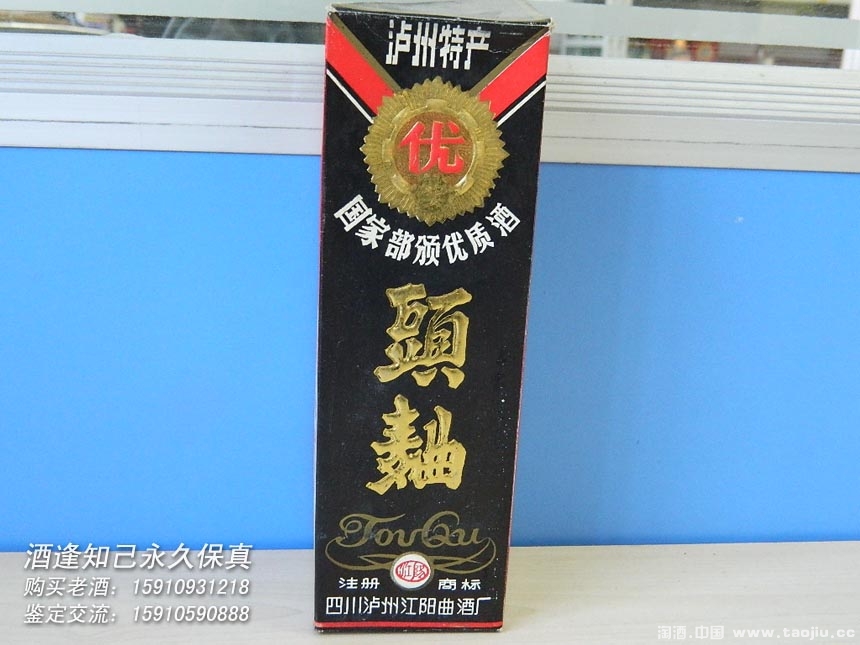 泸州特产
优
国家部颁优质酒
頭
麯
TouQu
注册 商标
四川泸州江阳曲酒厂
酒逢知己永久保真
购买老酒：15910931218
鉴定交流：15910590888
淘酒.中国 www.taojiu.cc